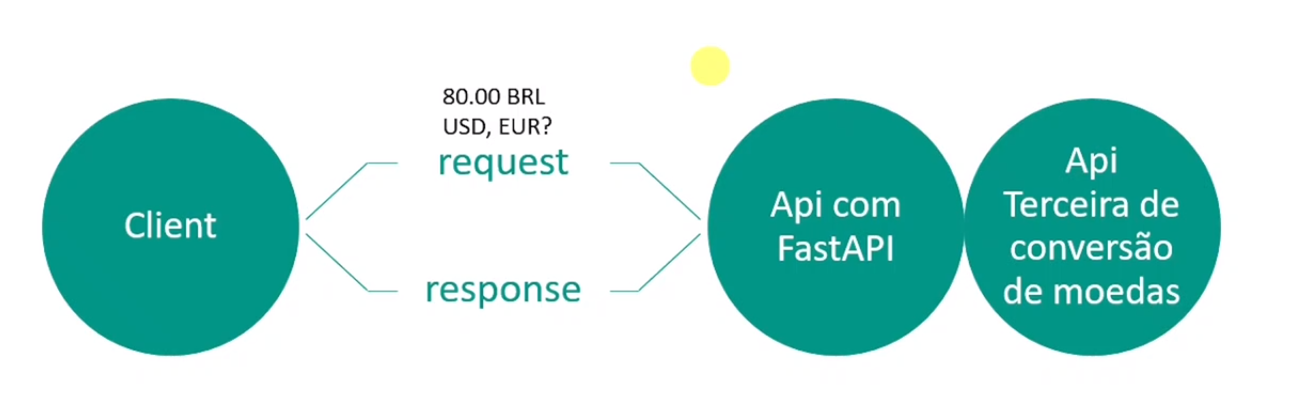 Client
80.00 BRL
USD, EUR?
request
response
Api com
FastAPI
Api
Terceira de
conversão
de moedas